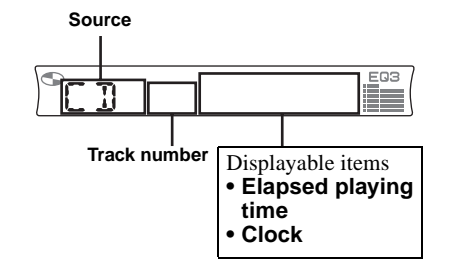 Source
CD
EQ3
Track number
Displayable items
• Elapsed playing
time
• Clock